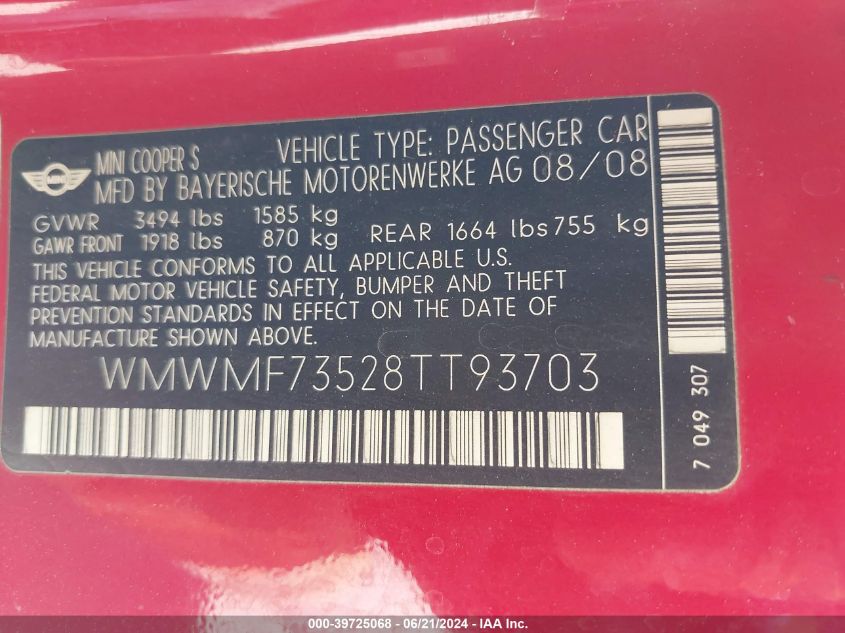 MINI
MINI COOPER S VEHICLE TYPE: PASSENGER CAR
MFD BY BAYERISCHE MOTORENWERKE AG 08/08
GVWR 3494 lbs 1585 kg
GAWR FRONT 1918 lbs 870 kg REAR 1664 lbs 755 kg
THIS VEHICLE CONFORMS TO ALL APPLICABLE U.S.
FEDERAL MOTOR VEHICLE SAFETY, BUMPER AND THEFT
PREVENTION STANDARDS IN EFFECT ON THE DATE OF
MANUFACTURE SHOWN ABOVE.
WMWMF73528TT93703
7 049 307
000-39725068 | 06/21/2024 | IAA Inc.